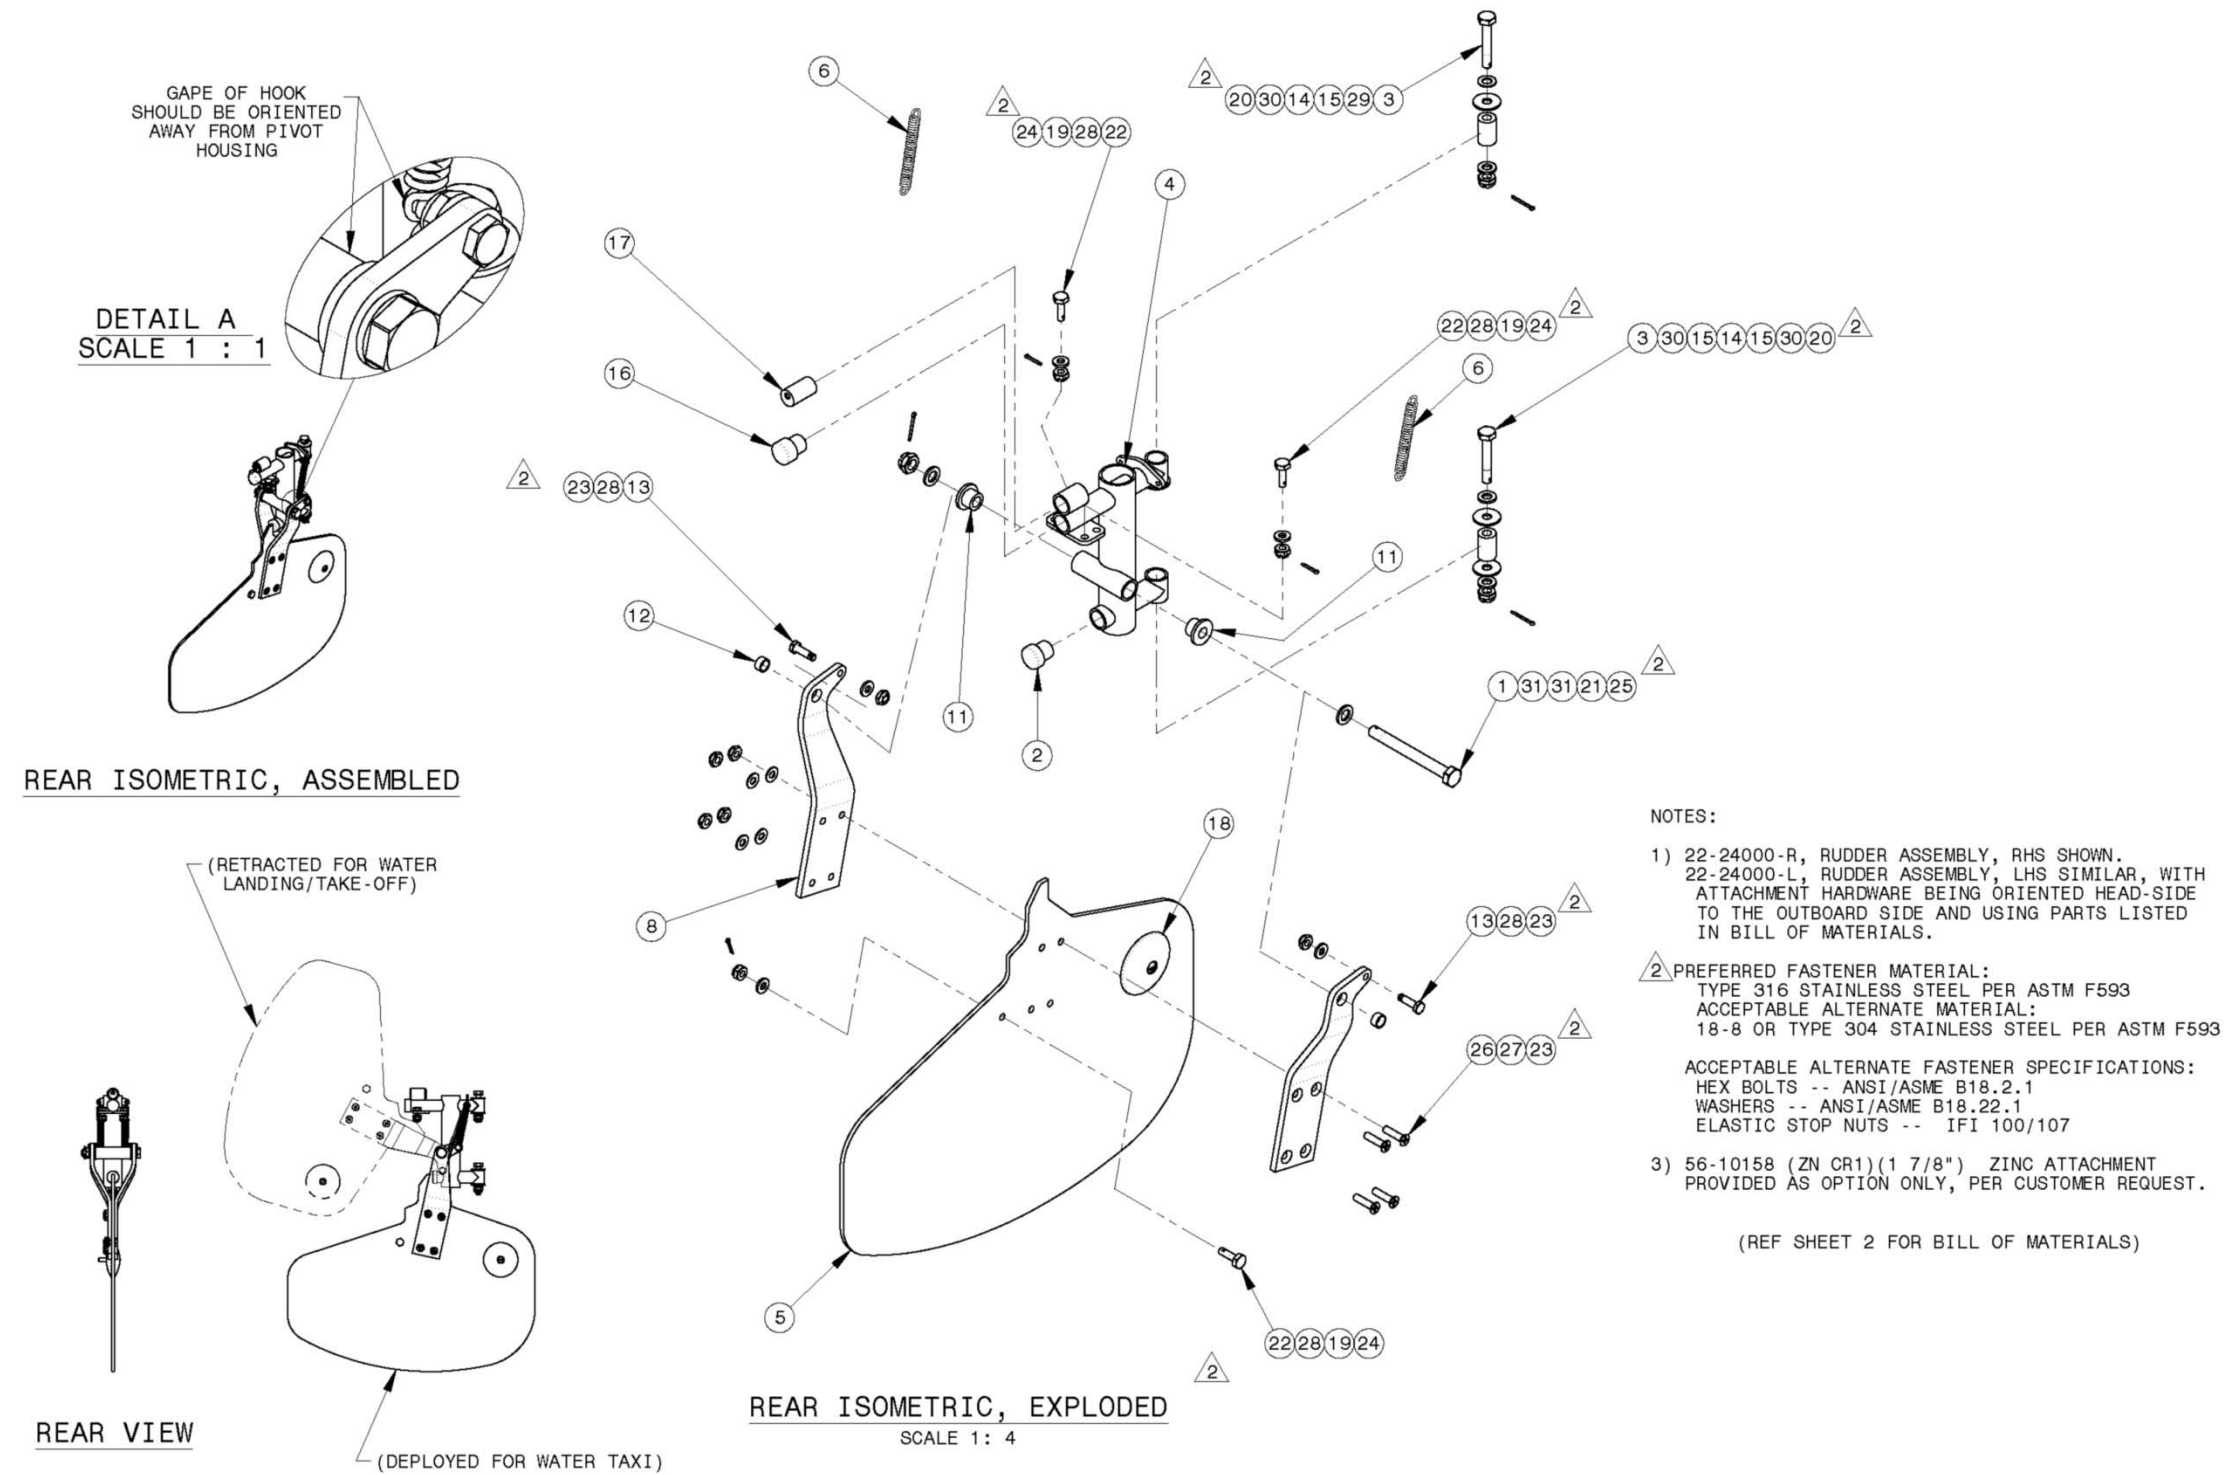 GAPE OF HOOK
SHOULD BE ORIENTED
AWAY FROM PIVOT
HOUSING
DETAIL A
SCALE 1 : 1
REAR ISOMETRIC, ASSEMBLED
(RETRACTED FOR WATER
LANDING/TAKE-OFF)
REAR VIEW
(DEPLOYED FOR WATER TAXI)
6
2
24 19 28 22
2
20 30 14 15 29 3
4
17
16
2
22 28 19 24
2
3 30 15 14 15 30 20
6
2
23 28 13
11
12
11
2
2
1 31 31 21 25
18
8
2
13 28 23
2
26 27 23
5
22 28 19 24
2
REAR ISOMETRIC, EXPLODED
SCALE 1: 4
NOTES:
1) 22-24000-R, RUDDER ASSEMBLY, RHS SHOWN.
22-24000-L, RUDDER ASSEMBLY, LHS SIMILAR, WITH
ATTACHMENT HARDWARE BEING ORIENTED HEAD-SIDE
TO THE OUTBOARD SIDE AND USING PARTS LISTED
IN BILL OF MATERIALS.
2 PREFERRED FASTENER MATERIAL:
TYPE 316 STAINLESS STEEL PER ASTM F593
ACCEPTABLE ALTERNATE MATERIAL:
18-8 OR TYPE 304 STAINLESS STEEL PER ASTM F593
ACCEPTABLE ALTERNATE FASTENER SPECIFICATIONS:
HEX BOLTS -- ANSI/ASME B18.2.1
WASHERS -- ANSI/ASME B18.22.1
ELASTIC STOP NUTS -- IFI 100/107
3) 56-10158 (ZN CR1)(1 7/8") ZINC ATTACHMENT
PROVIDED AS OPTION ONLY, PER CUSTOMER REQUEST.
(REF SHEET 2 FOR BILL OF MATERIALS)